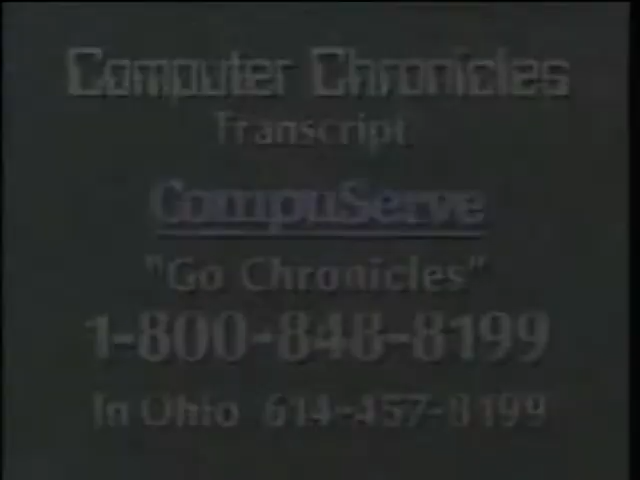 Computer Chronicles
Transcript
CompuServe
"Go Chronicles"
1-800-848-8199
In Ohio 614-457-8199